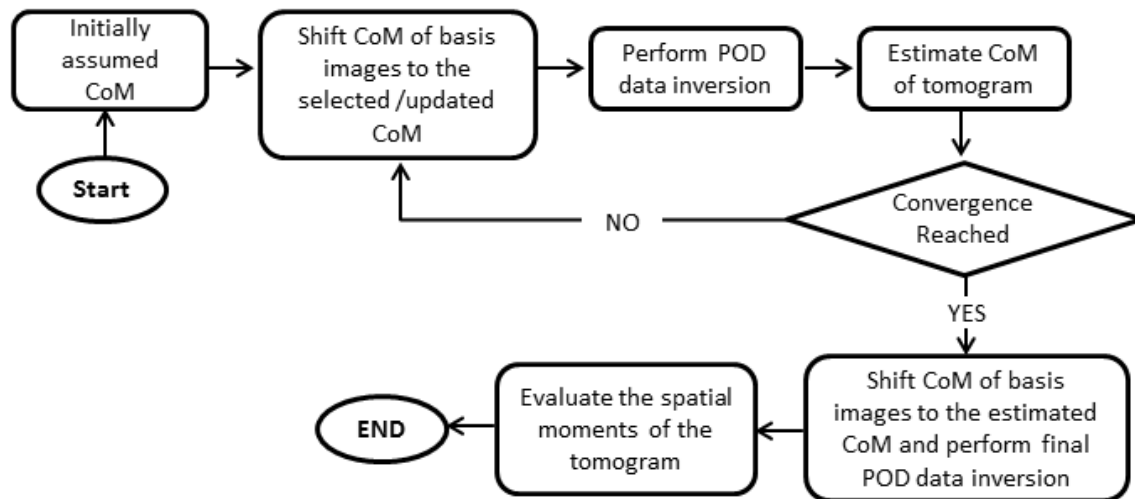 Start
Initially
assumed
CoM
Shift CoM of basis
images to the
selected /updated
CoM
Perform POD
data inversion
Estimate CoM
of tomogram
Convergence
Reached
NO
YES
Shift CoM of basis
images to the estimated
CoM and perform final
POD data inversion
Evaluate the spatial
moments of the
tomogram
END